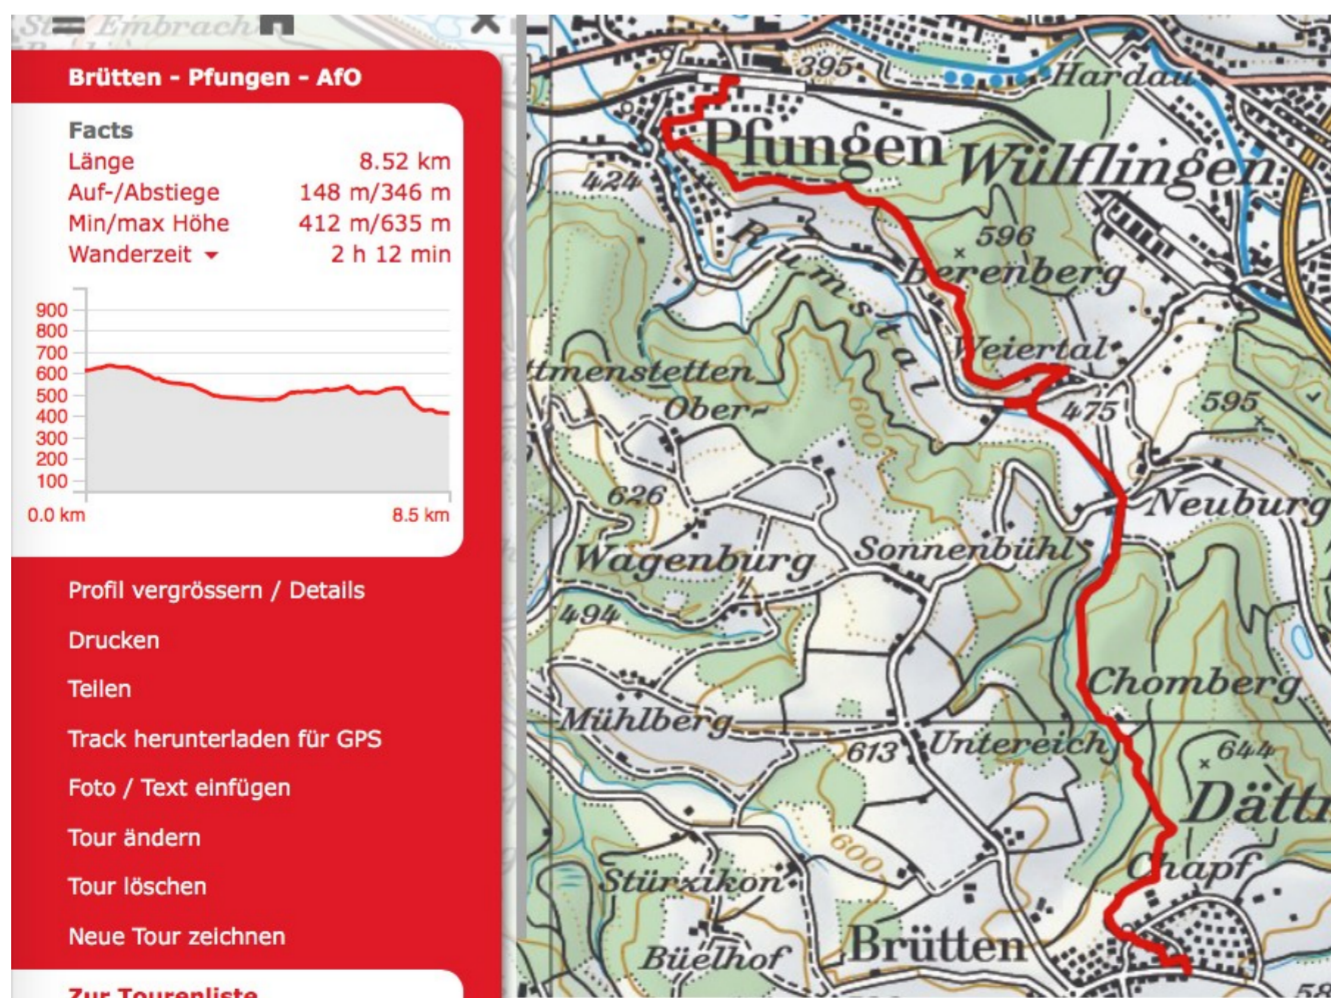 Embrach
Brütten - Pfungen - AfO
Facts
Länge 8.52 km
Auf-/Abstiege 148 m/346 m
Min/max Höhe 412 m/635 m
Wanderzeit 2 h 12 min
900
800
700
600
500
400
300
200
100
0.0 km 8.5 km
Profil vergrössern / Details
Drucken
Teilen
Track herunterladen für GPS
Foto / Text einfügen
Tour ändern
Tour löschen
Neue Tour zeichnen
Zur Tourenliste
395
Hardau
Pfungen
Wülflingen
424
Rumstal
596
Berenberg
Weiertal
ttmenstetten
Ober-
600
475
595
626
Neuburg
Wagenburg
Sonnenbühl
494
Chomberg
Mühlberg
613
Untereich
644
Dättn
600
Chapf
Stürzikon
Brütten
Büelhof
58